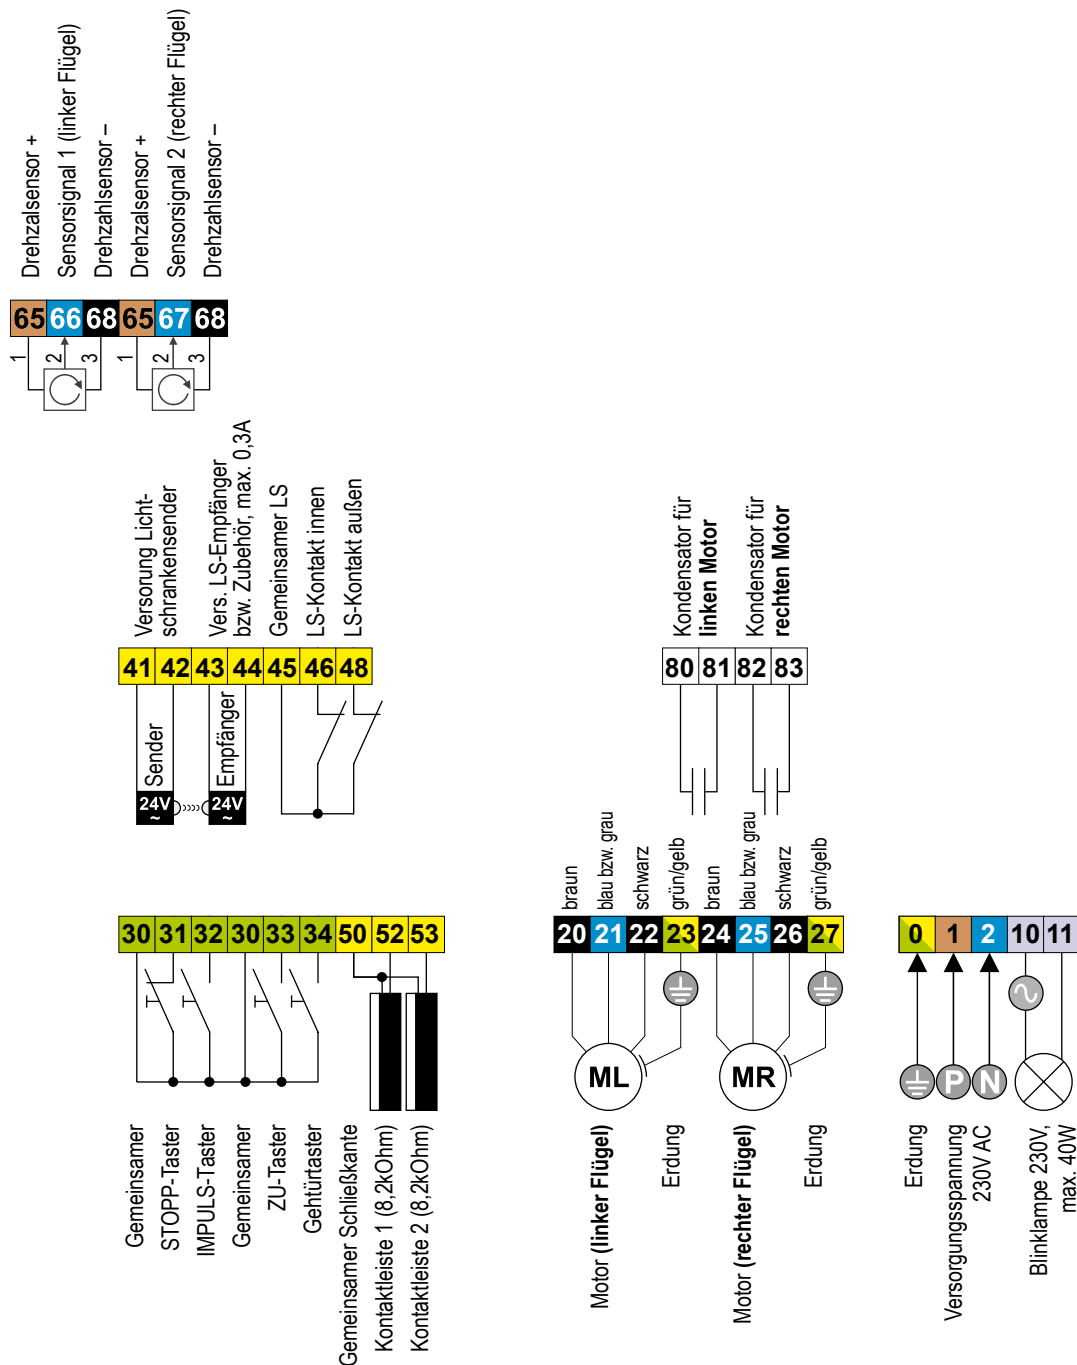 Drehzalsensor +
Sensorsignal 1 (linker Flügel)
Drehzahlsensor –
Drehzalsensor +
Sensorsignal 2 (rechter Flügel)
Drehzahlsensor –
65 66 68 65 67 68
1 2 3 1 2 3
Versorung Licht-
schrankensender
Vers. LS-Empfänger
bzw. Zubehör, max. 0,3A
Gemeinsamer LS
LS-Kontakt innen
LS-Kontakt außen
41 42 43 44 45 46 48
Sender
Empfänger
24V
~
24V
~
Kondensator für
linken Motor
Kondensator für
rechten Motor
80 81 82 83
30 31 32 30 33 34 50 52 53
Gemeinsamer
STOPP-Taster
IMPULS-Taster
Gemeinsamer
ZU-Taster
Gehtürtaster
Gemeinsamer Schließkante
Kontaktleiste 1 (8,2kOhm)
Kontaktleiste 2 (8,2kOhm)
braun
blau bzw. grau
schwarz
grün/gelb
braun
blau bzw. grau
schwarz
grün/gelb
20 21 22 23 24 25 26 27
ML
MR
Motor (linker Flügel)
Erdung
Motor (rechter Flügel)
Erdung
0 1 2 10 11
P N
Erdung
Versorgungsspannung
230V AC
Blinklampe 230V,
max. 40W